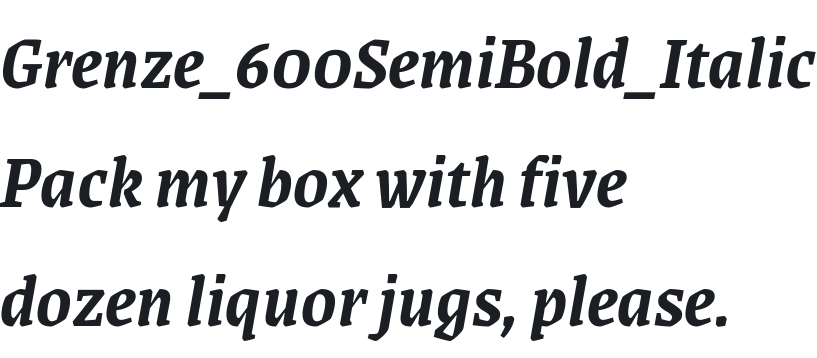 Grenze_600SemiBold_Italic
Pack my box with five
dozen liquor jugs, please.